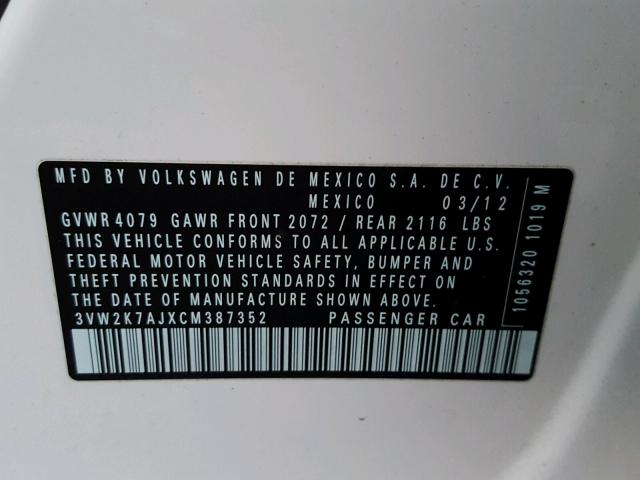 MFD BY VOLKSWAGEN DE MEXICO S.A. DE C.V.
MEXICO 03/12
GVWR 4079 GAWR FRONT 2072 / REAR 2116 LBS
THIS VEHICLE CONFORMS TO ALL APPLICABLE U.S.
FEDERAL MOTOR VEHICLE SAFETY, BUMPER AND
THEFT PREVENTION STANDARDS IN EFFECT ON
THE DATE OF MANUFACTURE SHOWN ABOVE.
3VW2K7AJXCM387352 PASSENGER CAR
1056320 1019 M